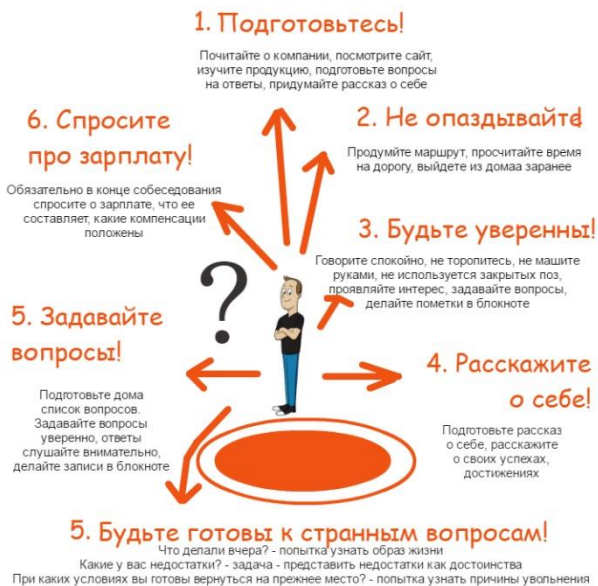 1. Подготовьтесь!
Почитайте о компании, посмотрите сайт,
изучите продукцию, подготовьте вопросы
на ответы, придумайте рассказ о себе
2. Не опаздывайте!
Продумйте маршрут, просчитайте время
на дорогу, выйдете из домаа заранее
3. Будьте уверенны!
Говорите спокойно, не торопитесь, не машите
руками, не используется закрытых поз,
проявляйте интерес, задавайте вопросы,
делайте пометки в блокноте
4. Расскажите
о себе!
Подготовьте рассказ
о себе, расскажите
о своих успехах,
достижениях
6. Спросите
про зарплату!
Обязательно в конце собеседования
спросите о зарплате, что ее
составляет, какие компенсации
положены
?
5. Задавайте
вопросы!
Подготовьте дома
список вопросов.
Задавайте вопросы
уверенно, ответы
слушайте внимательно,
делайте записи в блокноте
5. Будьте готовы к странным вопросам!
Что делали вчера? - попытка узнать образ жизни
Какие у вас недостатки? - задача - представить недостатки как достоинства
При каких условиях вы готовы вернуться на прежнее место? - попытка узнать причины увольнения